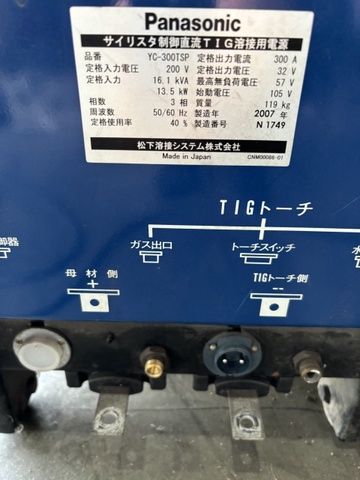 Panasonic
サイリスタ制御直流TIG溶接用電源
品番 YC-300TSP 定格出力電流 300 A
定格入力電圧 200 V 定格出力電圧 32 V
定格入力 16.1 kVA 最高無負荷電圧 57 V
13.5 kW 始動電圧 105 V
相数 3 相 質量 119 kg
周波数 50/60 Hz 製造年 2007 年
定格使用率 40 % 製番 N 1749
松下溶接システム株式会社
Made in Japan CNM00086-01
TIGトーチ
御器 ガス出口 トーチスイッチ
母材側 TIGトーチ側
+ −